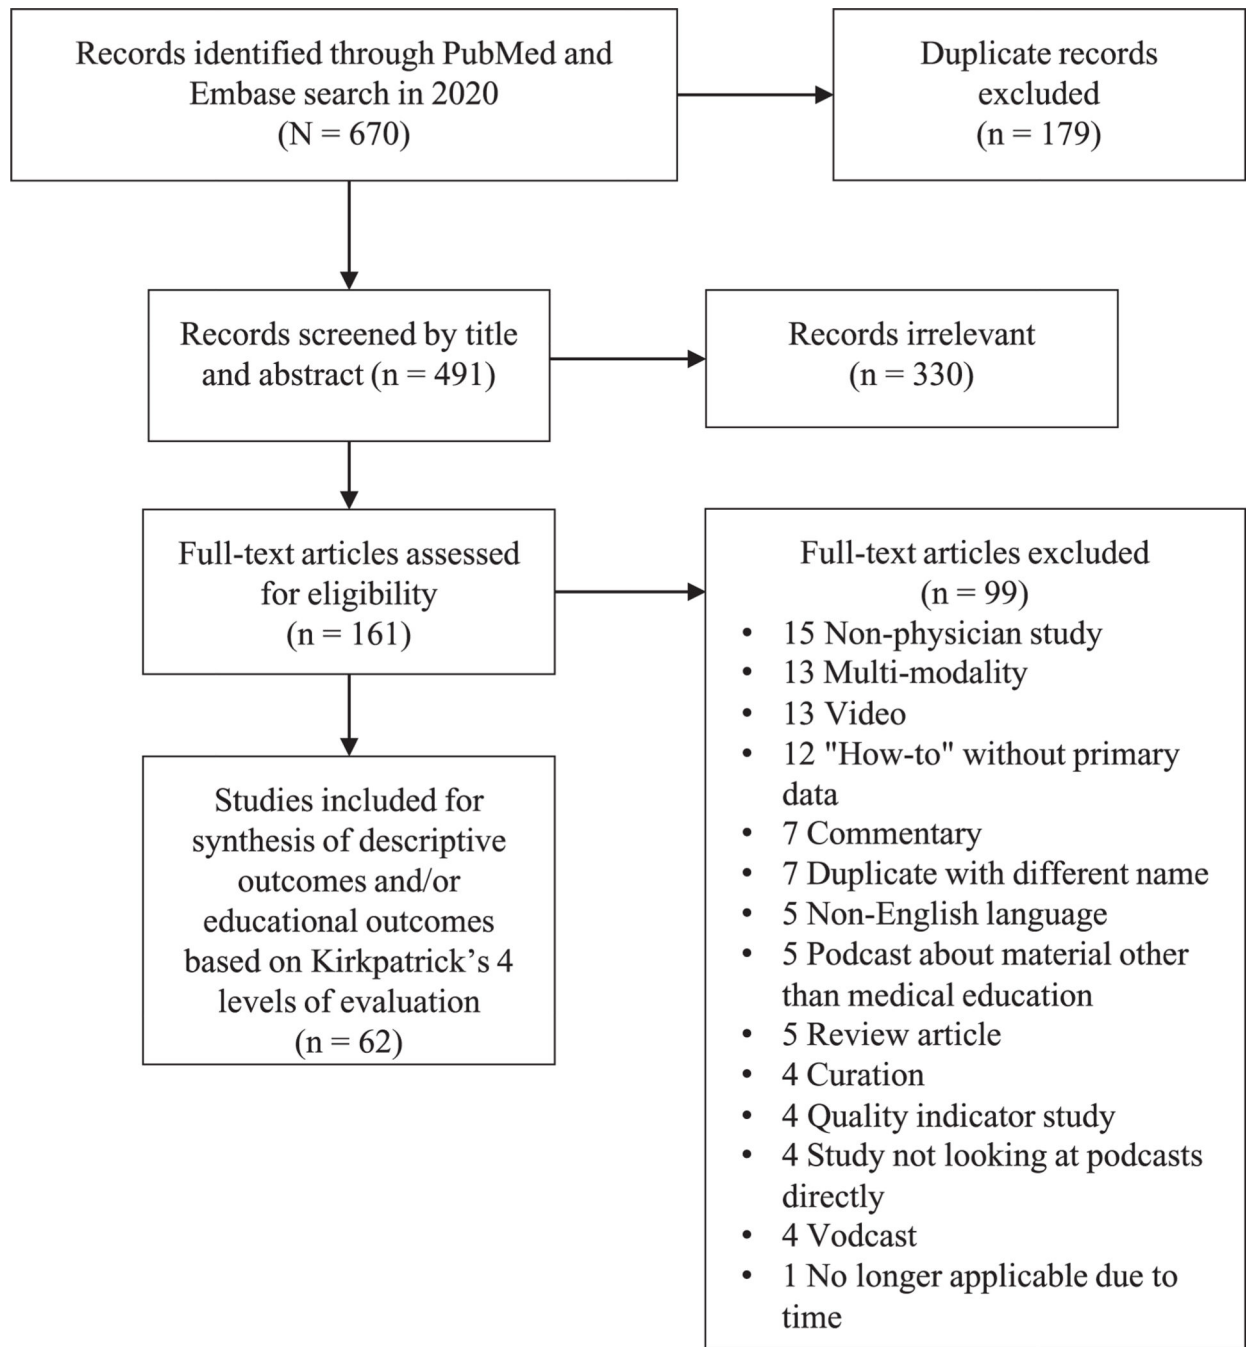 Records identified through PubMed and
Embase search in 2020
(N = 670)
Duplicate records
excluded
(n = 179)
Records screened by title
and abstract (n = 491)
Records irrelevant
(n = 330)
Full-text articles assessed
for eligibility
(n = 161)
Full-text articles excluded
(n = 99)
• 15 Non-physician study
• 13 Multi-modality
• 13 Video
• 12 "How-to" without primary
data
• 7 Commentary
• 7 Duplicate with different name
• 5 Non-English language
• 5 Podcast about material other
than medical education
• 5 Review article
• 4 Curation
• 4 Quality indicator study
• 4 Study not looking at podcasts
directly
• 4 Vodcast
• 1 No longer applicable due to
time
Studies included for
synthesis of descriptive
outcomes and/or
educational outcomes
based on Kirkpatrick’s 4
levels of evaluation
(n = 62)